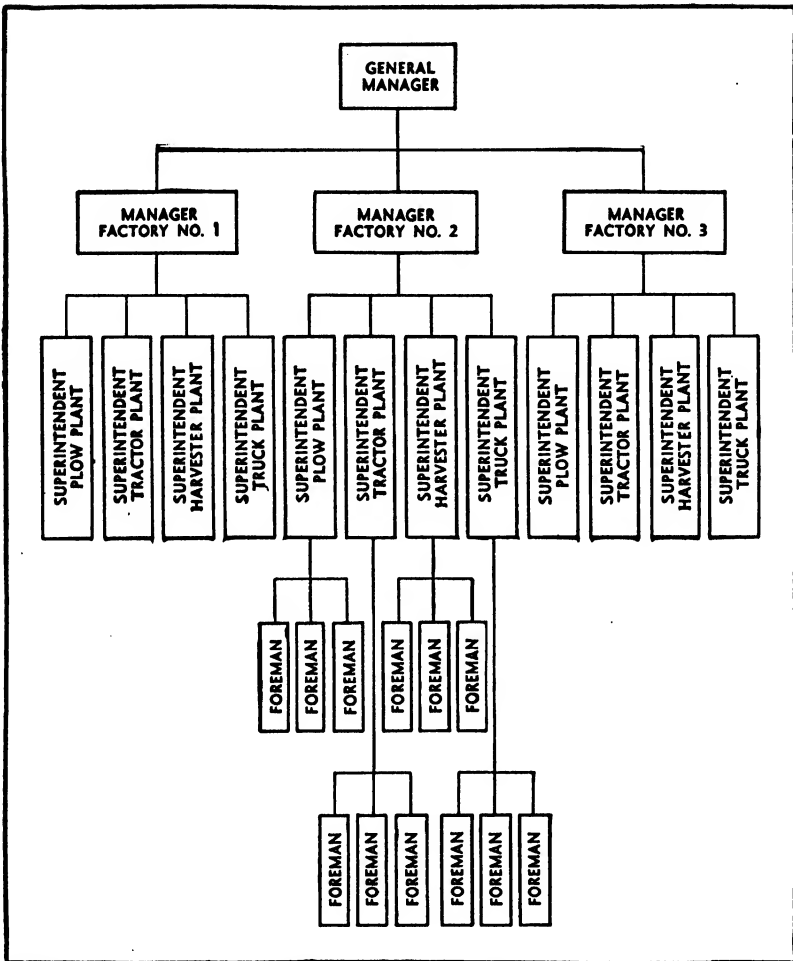 GENERAL
MANAGER
MANAGER
FACTORY NO. 1
MANAGER
FACTORY NO. 2
MANAGER
FACTORY NO. 3
SUPERINTENDENT
PLOW PLANT
SUPERINTENDENT
TRACTOR PLANT
SUPERINTENDENT
HARVESTER PLANT
SUPERINTENDENT
TRUCK PLANT
SUPERINTENDENT
PLOW PLANT
SUPERINTENDENT
TRACTOR PLANT
SUPERINTENDENT
HARVESTER PLANT
SUPERINTENDENT
TRUCK PLANT
SUPERINTENDENT
PLOW PLANT
SUPERINTENDENT
TRACTOR PLANT
SUPERINTENDENT
HARVESTER PLANT
SUPERINTENDENT
TRUCK PLANT
FOREMAN
FOREMAN
FOREMAN
FOREMAN
FOREMAN
FOREMAN
FOREMAN
FOREMAN
FOREMAN
FOREMAN
FOREMAN
FOREMAN